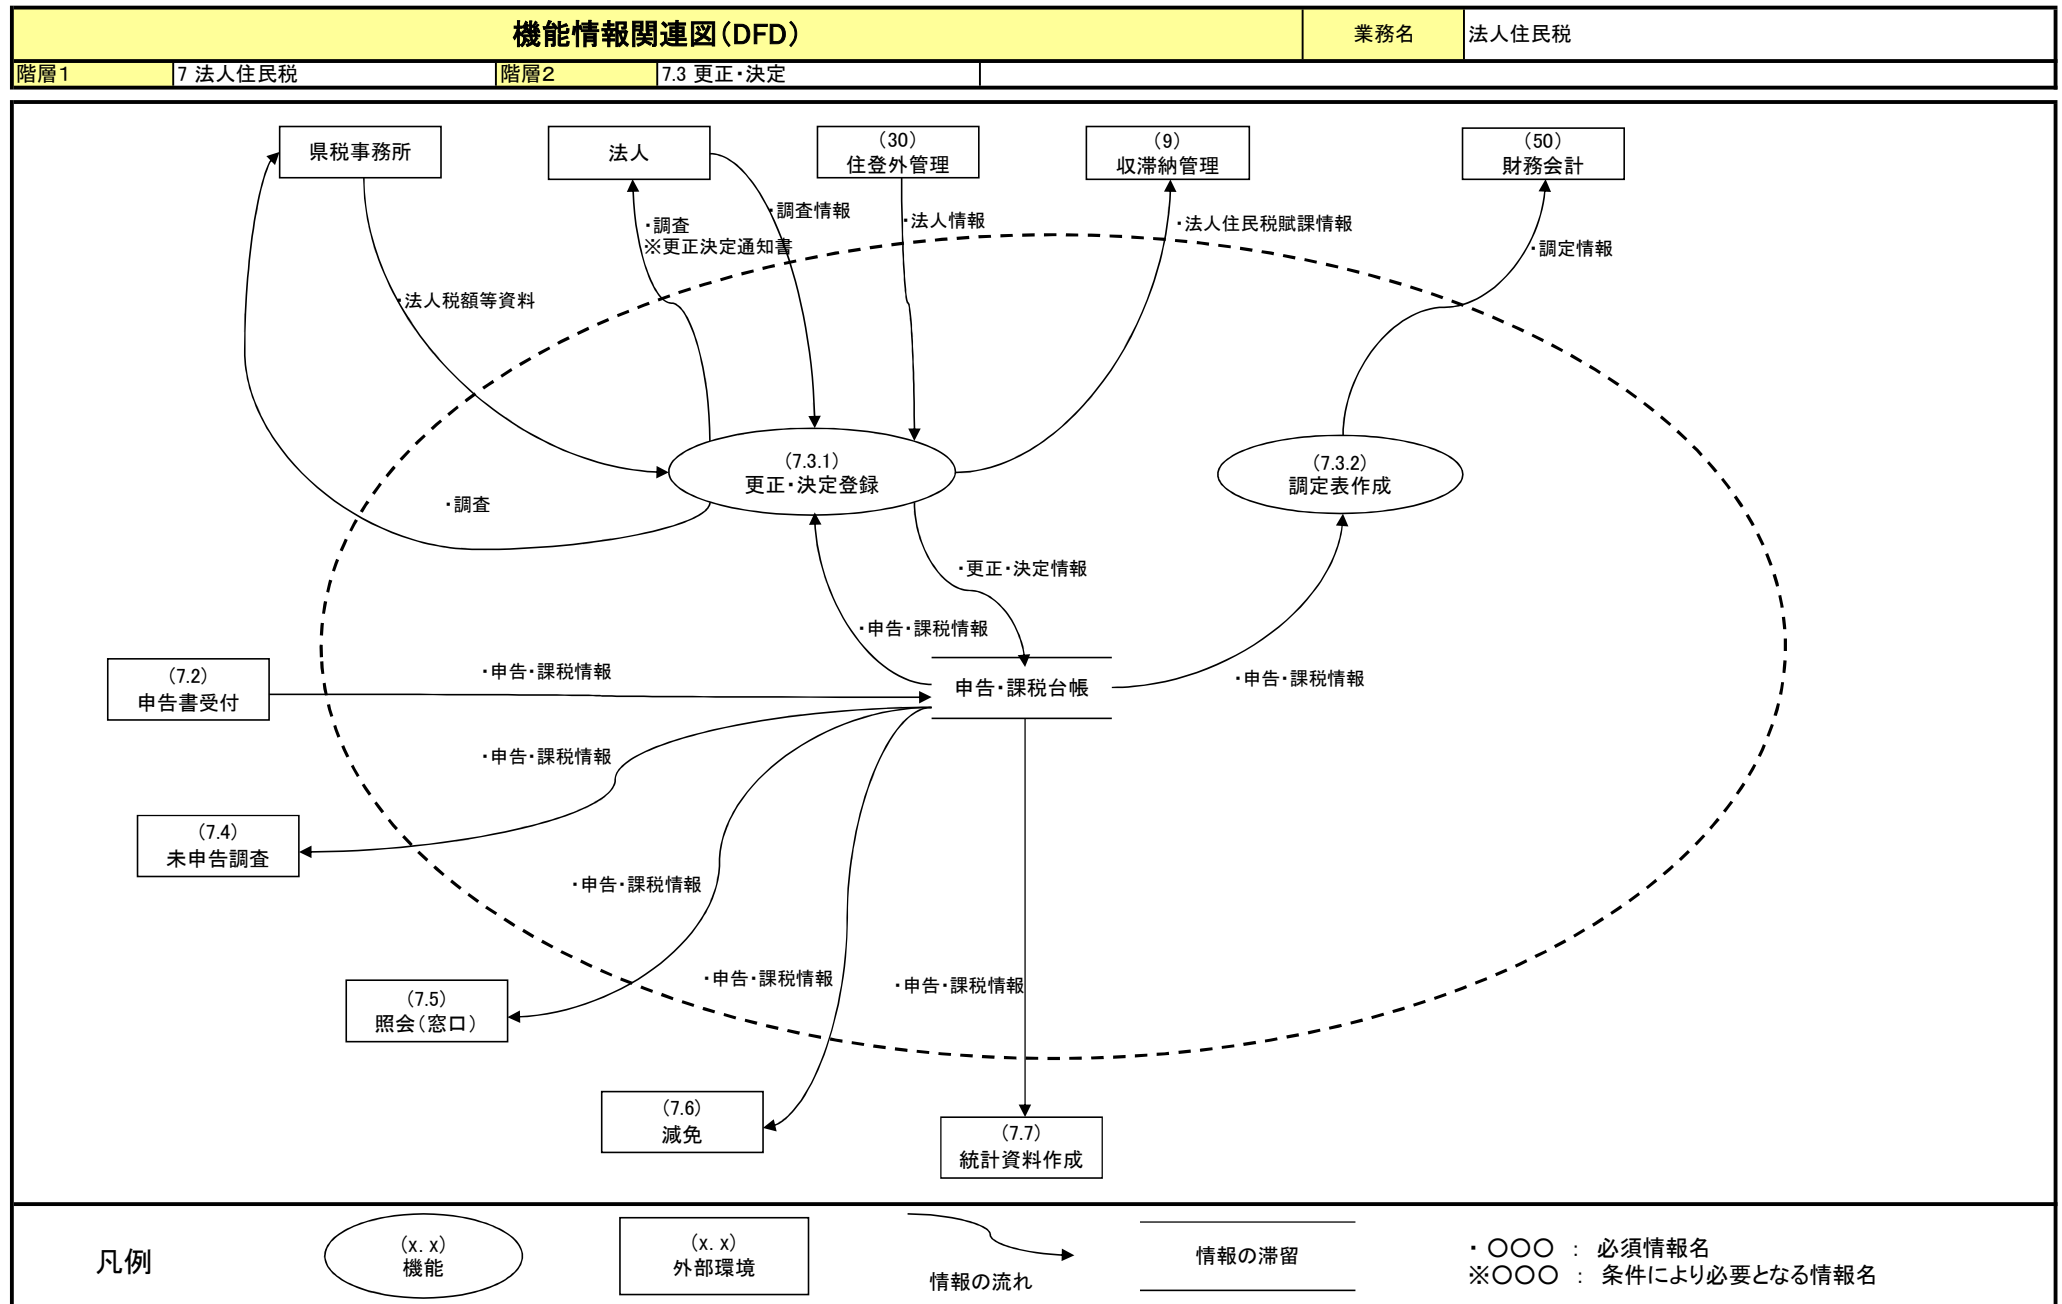 機能情報関連図(DFD)
業務名
法人住民税
階層1
7 法人住民税
階層2
7.3 更正・決定
県税事務所
法人
(30)
住登外管理
(9)
収滞納管理
(50)
財務会計
・調査
※更正決定通知書
・調査情報
・法人情報
・法人住民税賦課情報
・調定情報
・法人税額等資料
(7.3.1)
更正・決定登録
(7.3.2)
調定表作成
・調査
・更正・決定情報
・申告・課税情報
(7.2)
申告書受付
・申告・課税情報
申告・課税台帳
・申告・課税情報
・申告・課税情報
(7.4)
未申告調査
・申告・課税情報
・申告・課税情報
・申告・課税情報
(7.5)
照会(窓口)
(7.6)
減免
(7.7)
統計資料作成
凡例
(x. x)
機能
(x. x)
外部環境
情報の流れ
情報の滞留
・ 〇〇〇 : 必須情報名
※〇〇〇 : 条件により必要となる情報名